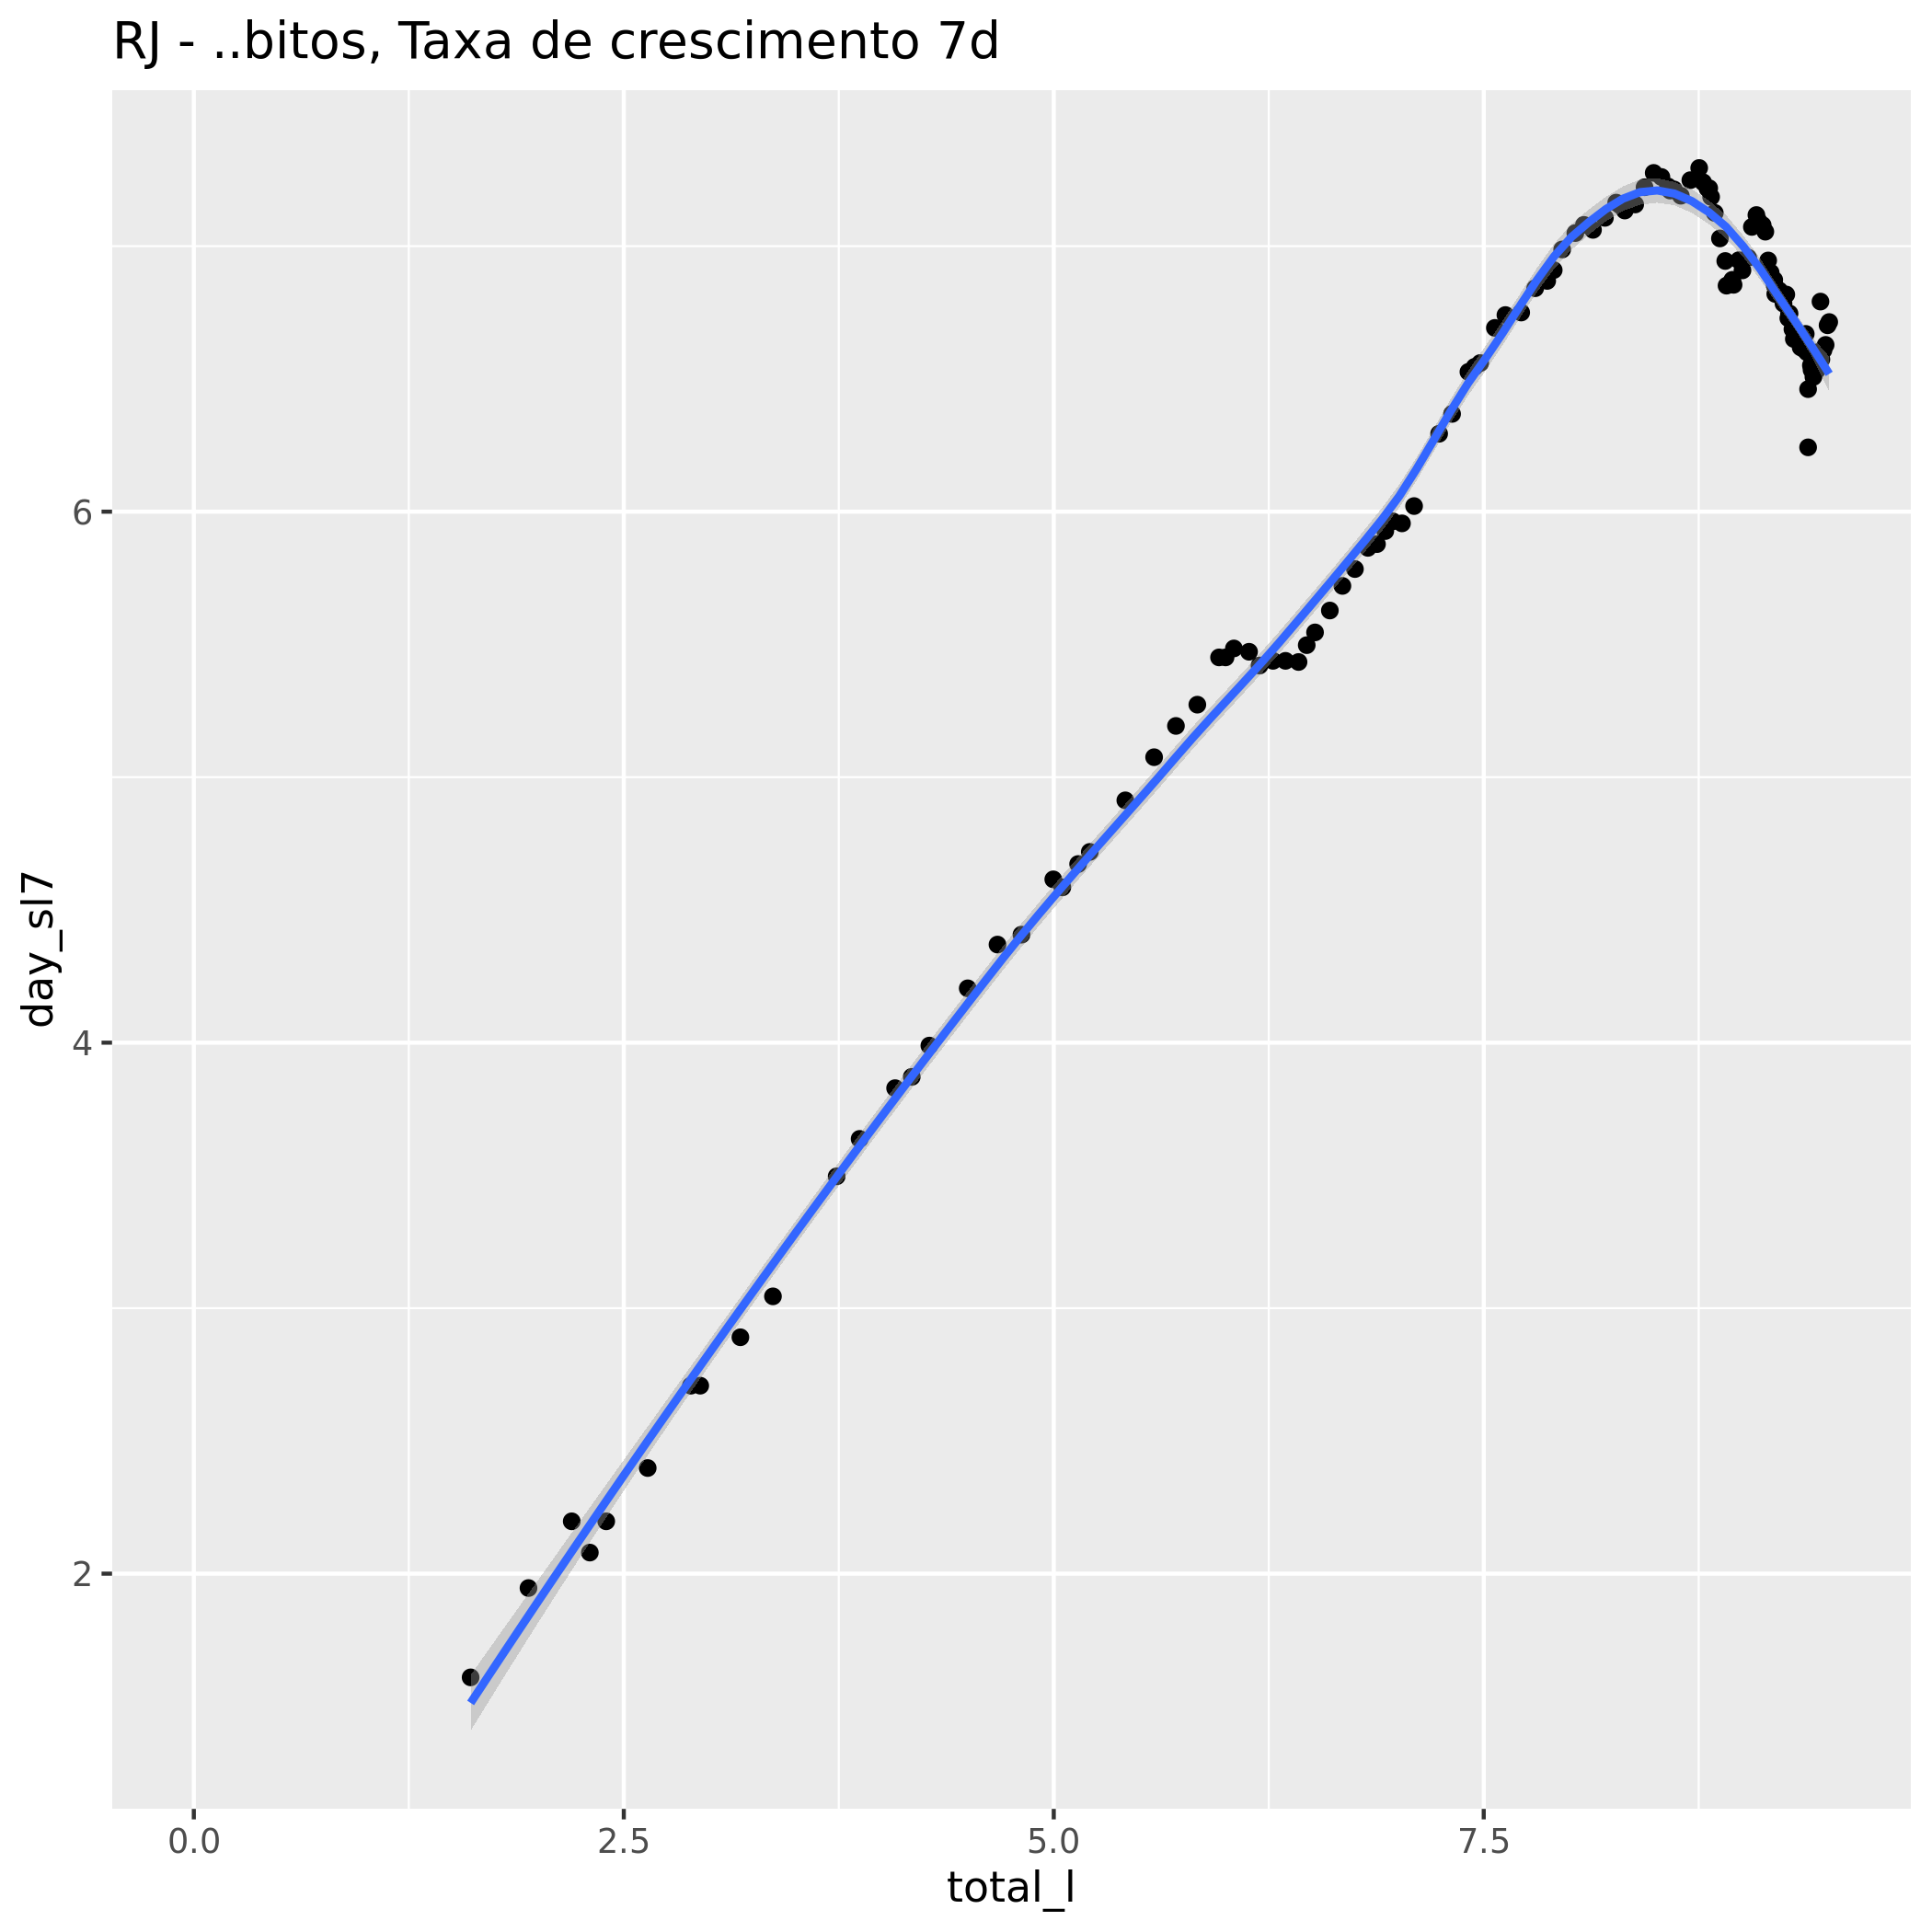 RJ - ..bitos, Taxa de crescimento 7d
day_sl7
6
4
2
0.0 2.5 5.0 7.5
total_l